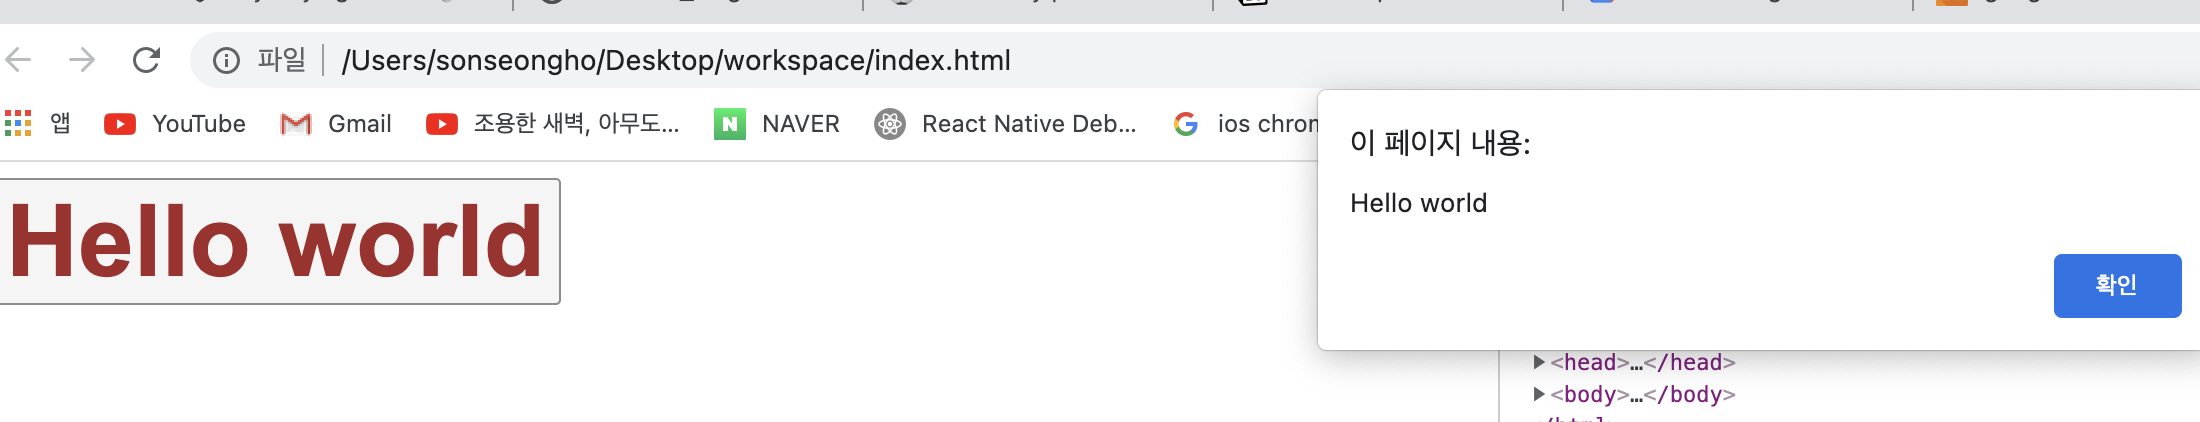 파일
/Users/sonseongho/Desktop/workspace/index.html
앱
YouTube
Gmail
조용한 새벽, 아무도...
N
NAVER
React Native Deb...
ios chron
이 페이지 내용:
Hello world
확인
Hello world
<head>…</head>
<body>…</body>